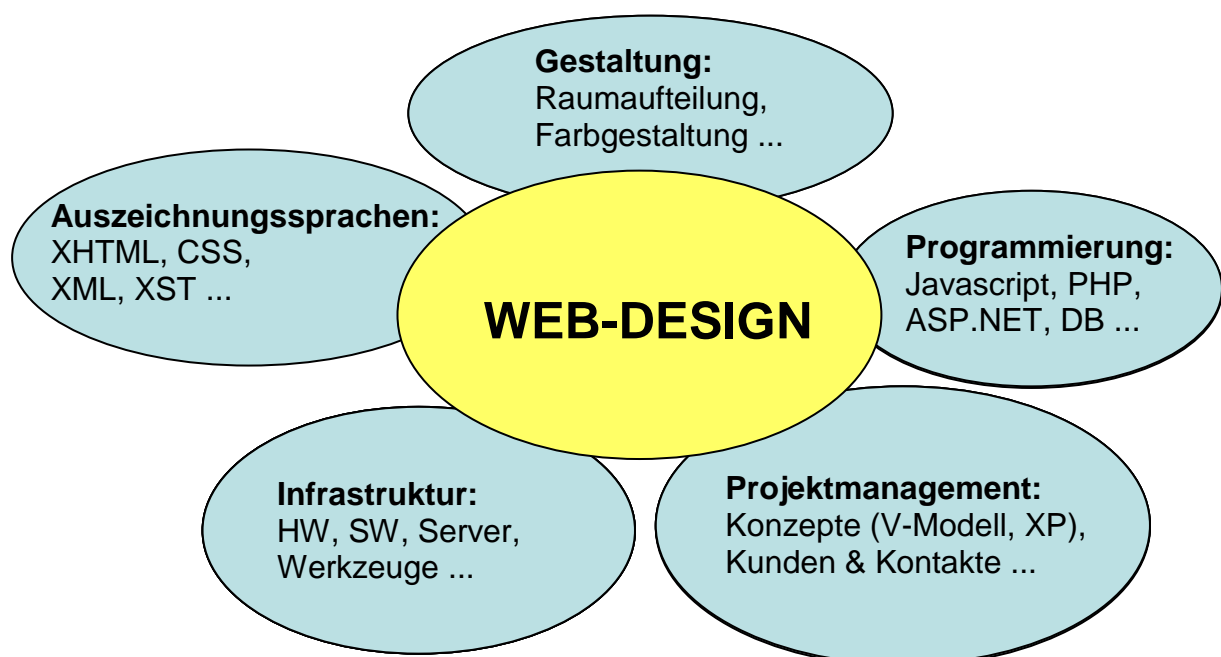 Gestaltung:
Raumaufteilung,
Farbgestaltung ...
Auszeichnungssprachen:
XHTML, CSS,
XML, XST ...
WEB-DESIGN
Programmierung:
Javascript, PHP,
ASP.NET, DB ...
Infrastruktur:
HW, SW, Server,
Werkzeuge ...
Projektmanagement:
Konzepte (V-Modell, XP),
Kunden & Kontakte ...